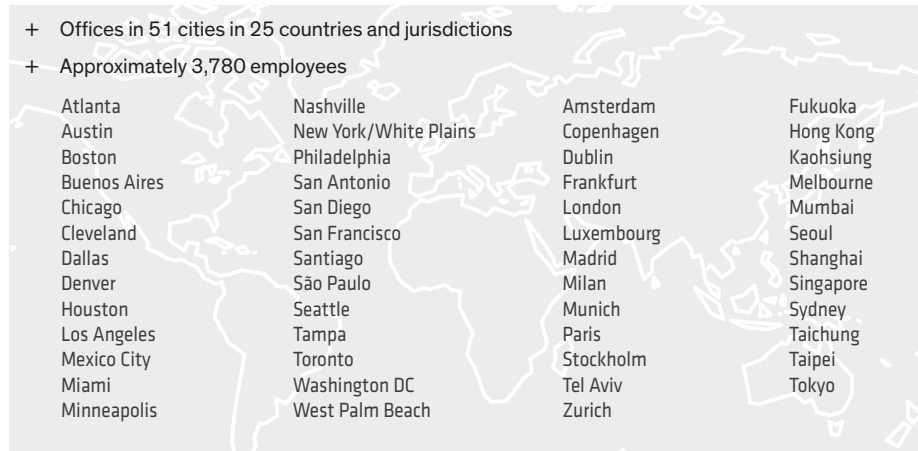 + Offices in 51 cities in 25 countries and jurisdictions
+ Approximately 3,780 employees
Atlanta
Austin
Boston
Buenos Aires
Chicago
Cleveland
Dallas
Denver
Houston
Los Angeles
Mexico City
Miami
Minneapolis
Nashville
New York/White Plains
Philadelphia
San Antonio
San Diego
San Francisco
Santiago
São Paulo
Seattle
Tampa
Toronto
Washington DC
West Palm Beach
Amsterdam
Copenhagen
Dublin
Frankfurt
London
Luxembourg
Madrid
Milan
Munich
Paris
Stockholm
Tel Aviv
Zurich
Fukuoka
Hong Kong
Kaohsiung
Melbourne
Mumbai
Seoul
Shanghai
Singapore
Sydney
Taichung
Taipei
Tokyo